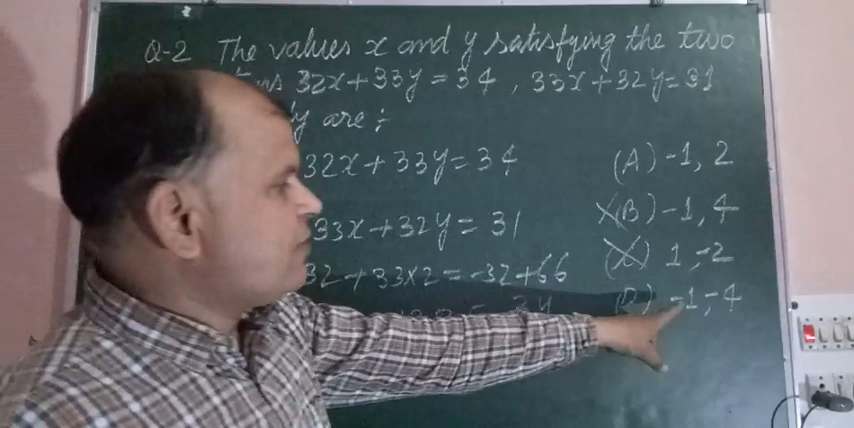 Q-2 The values x and y satisfying the two
32x+33y=34, 33x+32y=31
are :
32x+33y=34 (A) -1, 2
(B) -1, 4
33x+32y=31
1, -2
32+33×2=-32+66
34 -1, -4